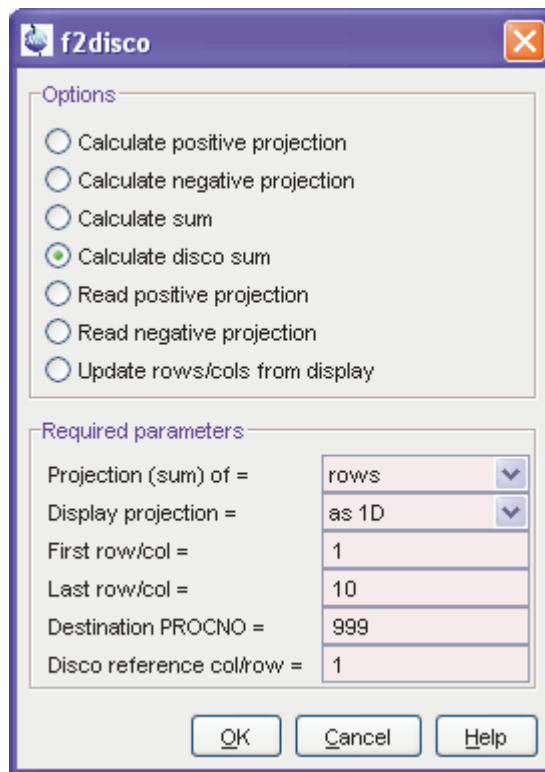 f2disco
Options
Calculate positive projection
Calculate negative projection
Calculate sum
Calculate disco sum
Read positive projection
Read negative projection
Update rows/cols from display
Required parameters
Projection (sum) of = rows
Display projection = as 1D
First row/col = 1
Last row/col = 10
Destination PROCNO = 999
Disco reference col/row = 1
OK Cancel Help